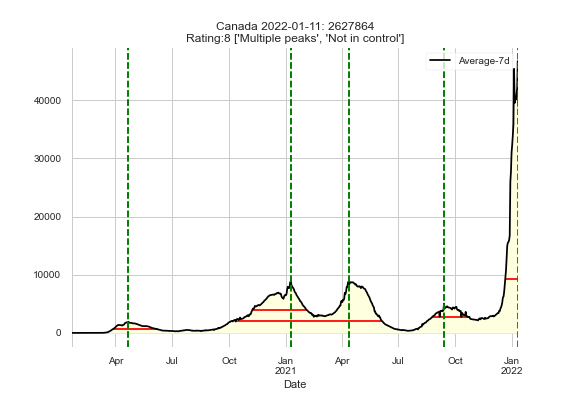 Canada 2022-01-11: 2627864
Rating:8 ['Multiple peaks', 'Not in control']
Average-7d
40000
30000
20000
10000
0
Apr Jul Oct Jan Apr Jul Oct Jan
2021 2022
Date